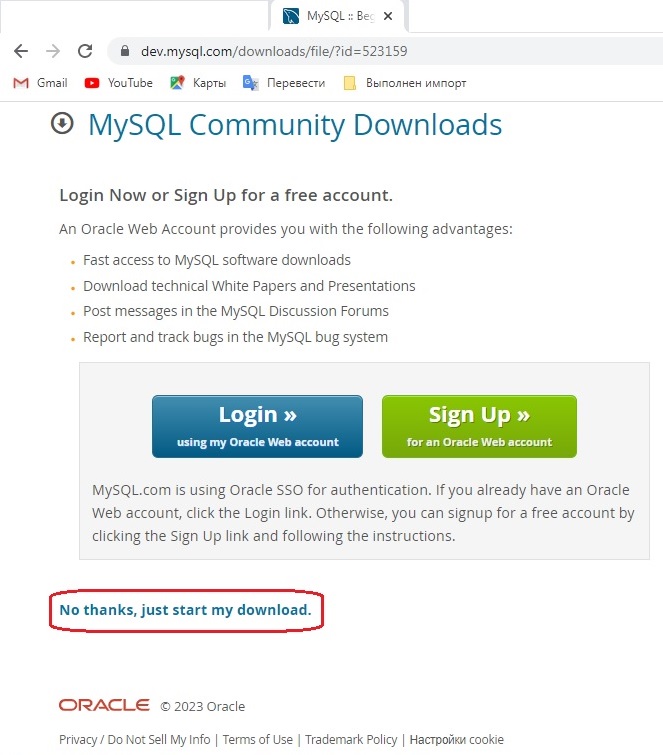 MySQL :: Beg
dev.mysql.com/downloads/file/?id=523159
Gmail YouTube Карты Перевести Выполнен импорт
MySQL Community Downloads
Login Now or Sign Up for a free account.
An Oracle Web Account provides you with the following advantages:
Fast access to MySQL software downloads
Download technical White Papers and Presentations
Post messages in the MySQL Discussion Forums
Report and track bugs in the MySQL bug system
Login » Sign Up »
using my Oracle Web account for an Oracle Web account
MySQL.com is using Oracle SSO for authentication. If you already have an Oracle
Web account, click the Login link. Otherwise, you can signup for a free account by
clicking the Sign Up link and following the instructions.
No thanks, just start my download.
ORACLE © 2023 Oracle
Privacy / Do Not Sell My Info | Terms of Use | Trademark Policy | Настройки cookie